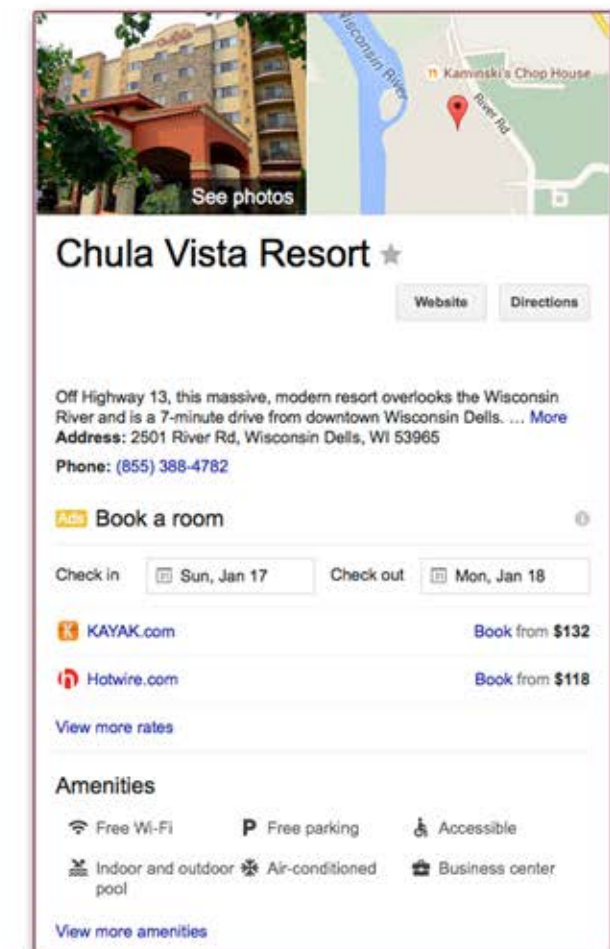 See photos
Wisconsin River
Kaminski's Chop House
River Rd
Chula Vista Resort
Website
Directions
Off Highway 13, this massive, modern resort overlooks the Wisconsin
River and is a 7-minute drive from downtown Wisconsin Dells. ... More
Address: 2501 River Rd, Wisconsin Dells, WI 53965
Phone: (855) 388-4782
Ads Book a room
Check in Sun, Jan 17 Check out Mon, Jan 18
KAYAK.com Book from $132
Hotwire.com Book from $118
View more rates
Amenities
Free Wi-Fi P Free parking Accessible
Indoor and outdoor Air-conditioned Business center
pool
View more amenities